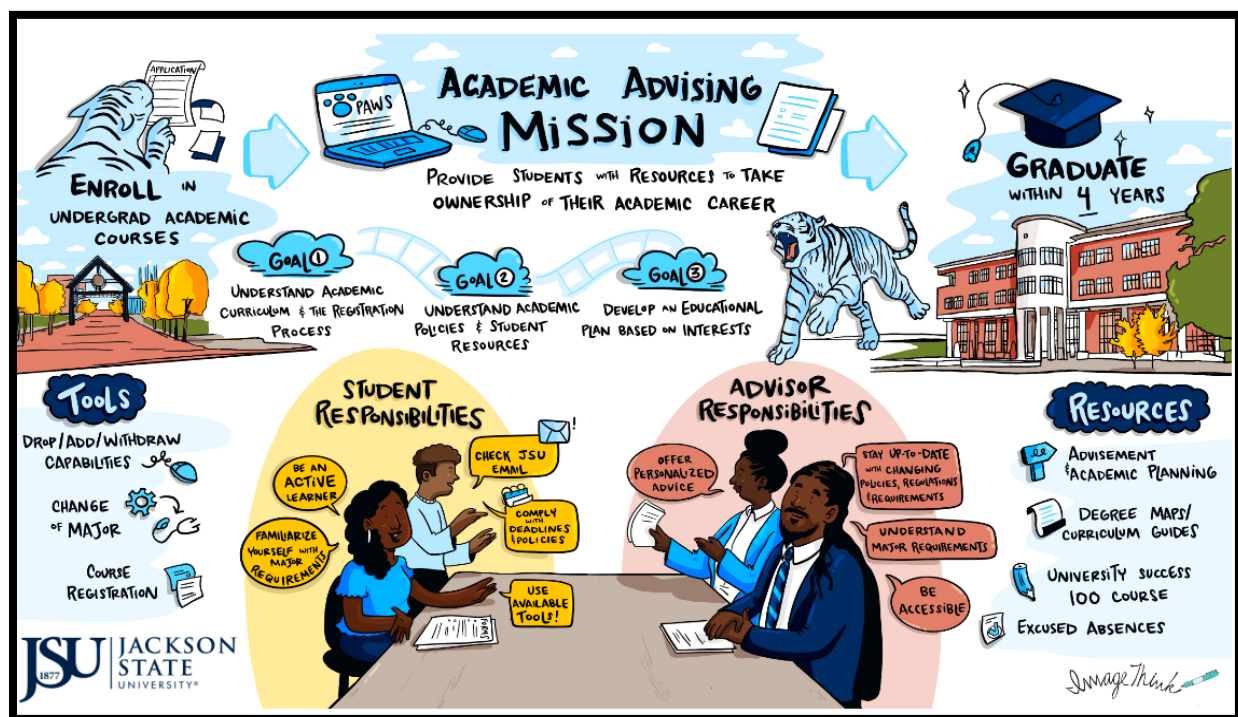 APPLICATION
ENROLL IN
UNDERGRAD ACADEMIC
COURSES
PAWS
ACADEMIC ADVISING
MISSION
PROVIDE STUDENTS WITH RESOURCES TO TAKE
OWNERSHIP OF THEIR ACADEMIC CAREER
GRADUATE
WITHIN 4 YEARS
GOAL 1
UNDERSTAND ACADEMIC
CURRICULUM & THE REGISTRATION
PROCESS
GOAL 2
UNDERSTAND ACADEMIC
POLICIES & STUDENT
RESOURCES
GOAL 3
DEVELOP AN EDUCATIONAL
PLAN BASED ON INTERESTS
TOOLS
DROP/ADD/WITHDRAW
CAPABILITIES
CHANGE
OF MAJOR
COURSE
REGISTRATION
STUDENT
RESPONSIBILITIES
BE AN
ACTIVE
LEARNER
FAMILIARIZE
YOURSELF WITH
MAJOR
REQUIREMENTS
CHECK JSU
EMAIL
!
COMPLY
WITH
DEADLINES
& POLICIES
USE
AVAILABLE
TOOLS!
FORMS
ADVISOR
RESPONSIBILITIES
OFFER
PERSONALIZED
ADVICE
STAY UP-TO-DATE
WITH CHANGING
POLICIES, REGULATIONS
& REQUIREMENTS
UNDERSTAND
MAJOR REQUIREMENTS
BE
ACCESSIBLE
RESOURCES
ADVISEMENT
& ACADEMIC PLANNING
DEGREE MAPS/
CURRICULUM GUIDES
UNIVERSITY SUCCESS
100 COURSE
EXCUSED ABSENCES
JSU
1877
JACKSON
STATE
UNIVERSITY®
ImageThink